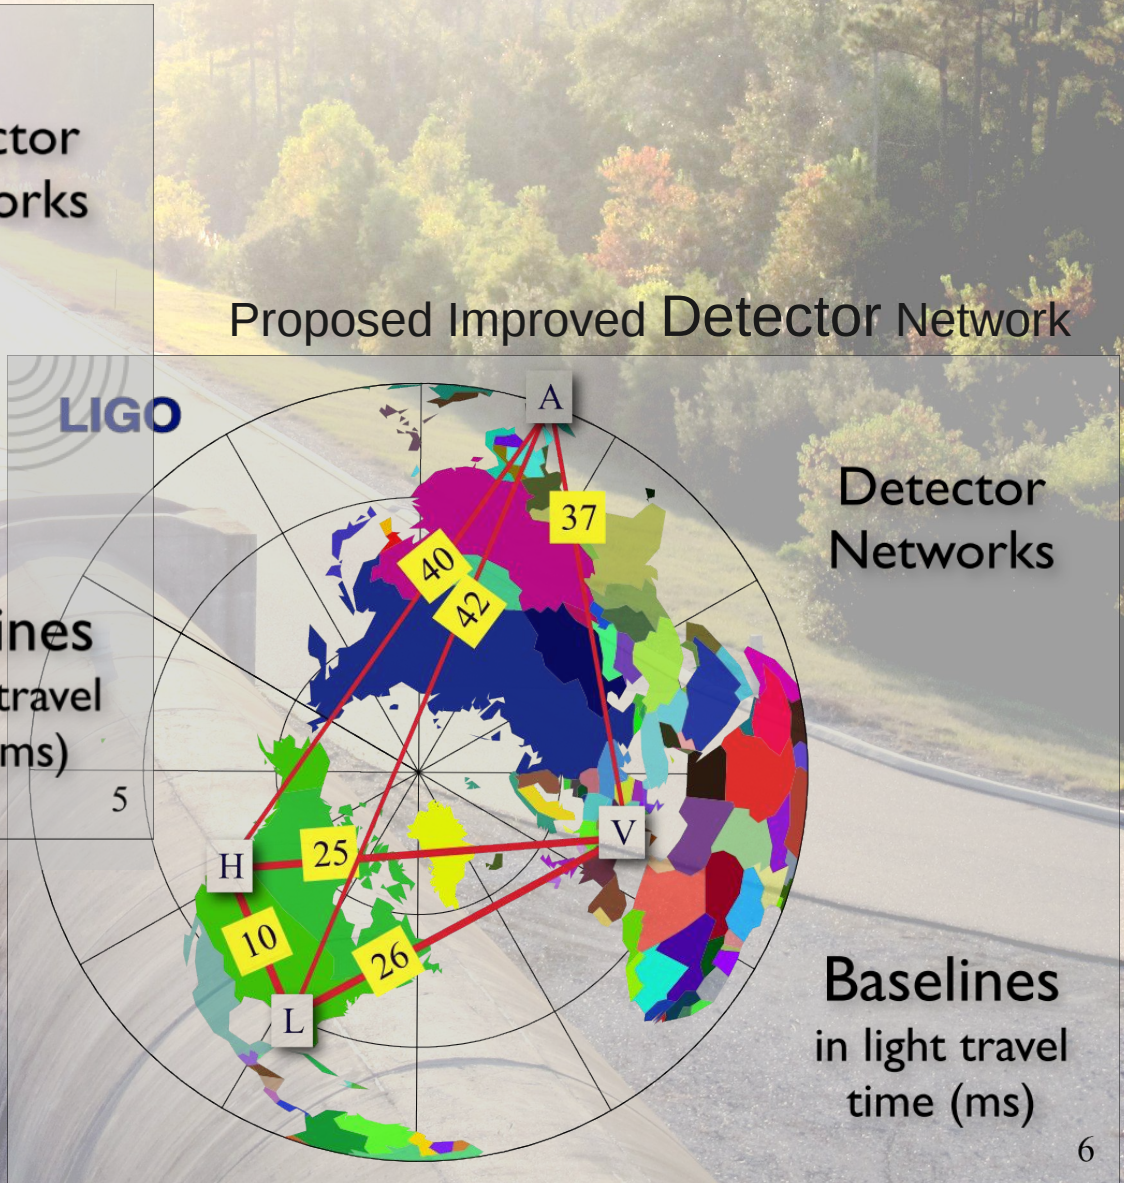 ctor
orks
Proposed Improved Detector Network
LIGO
A
Detector
Networks
37
40
42
ines
travel
ms)
5
H
25
V
10
26
L
Baselines
in light travel
time (ms)
6